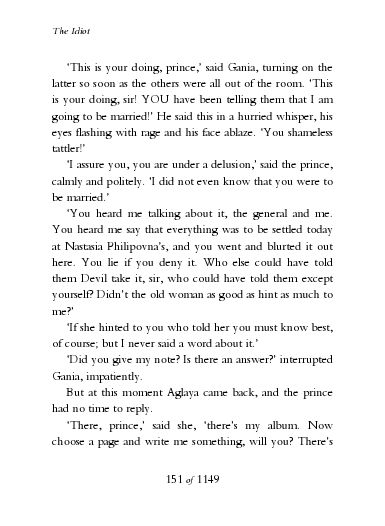 The Idiot
‘This is your doing, prince,’ said Gania, turning on the
latter so soon as the others were all out of the room. ‘This
is your doing, sir! YOU have been telling them that I am
going to be married!’ He said this in a hurried whisper, his
eyes flashing with rage and his face ablaze. ‘You shameless
tattler!’
‘I assure you, you are under a delusion,’ said the prince,
calmly and politely. ‘I did not even know that you were to
be married.’
‘You heard me talking about it, the general and me.
You heard me say that everything was to be settled today
at Nastasia Philipovna’s, and you went and blurted it out
here. You lie if you deny it. Who else could have told
them Devil take it, sir, who could have told them except
yourself? Didn’t the old woman as good as hint as much to
me?’
‘If she hinted to you who told her you must know best,
of course; but I never said a word about it.’
‘Did you give my note? Is there an answer?’ interrupted
Gania, impatiently.
But at this moment Aglaya came back, and the prince
had no time to reply.
‘There, prince,’ said she, ‘there’s my album. Now
choose a page and write me something, will you? There’s
151 of 1149